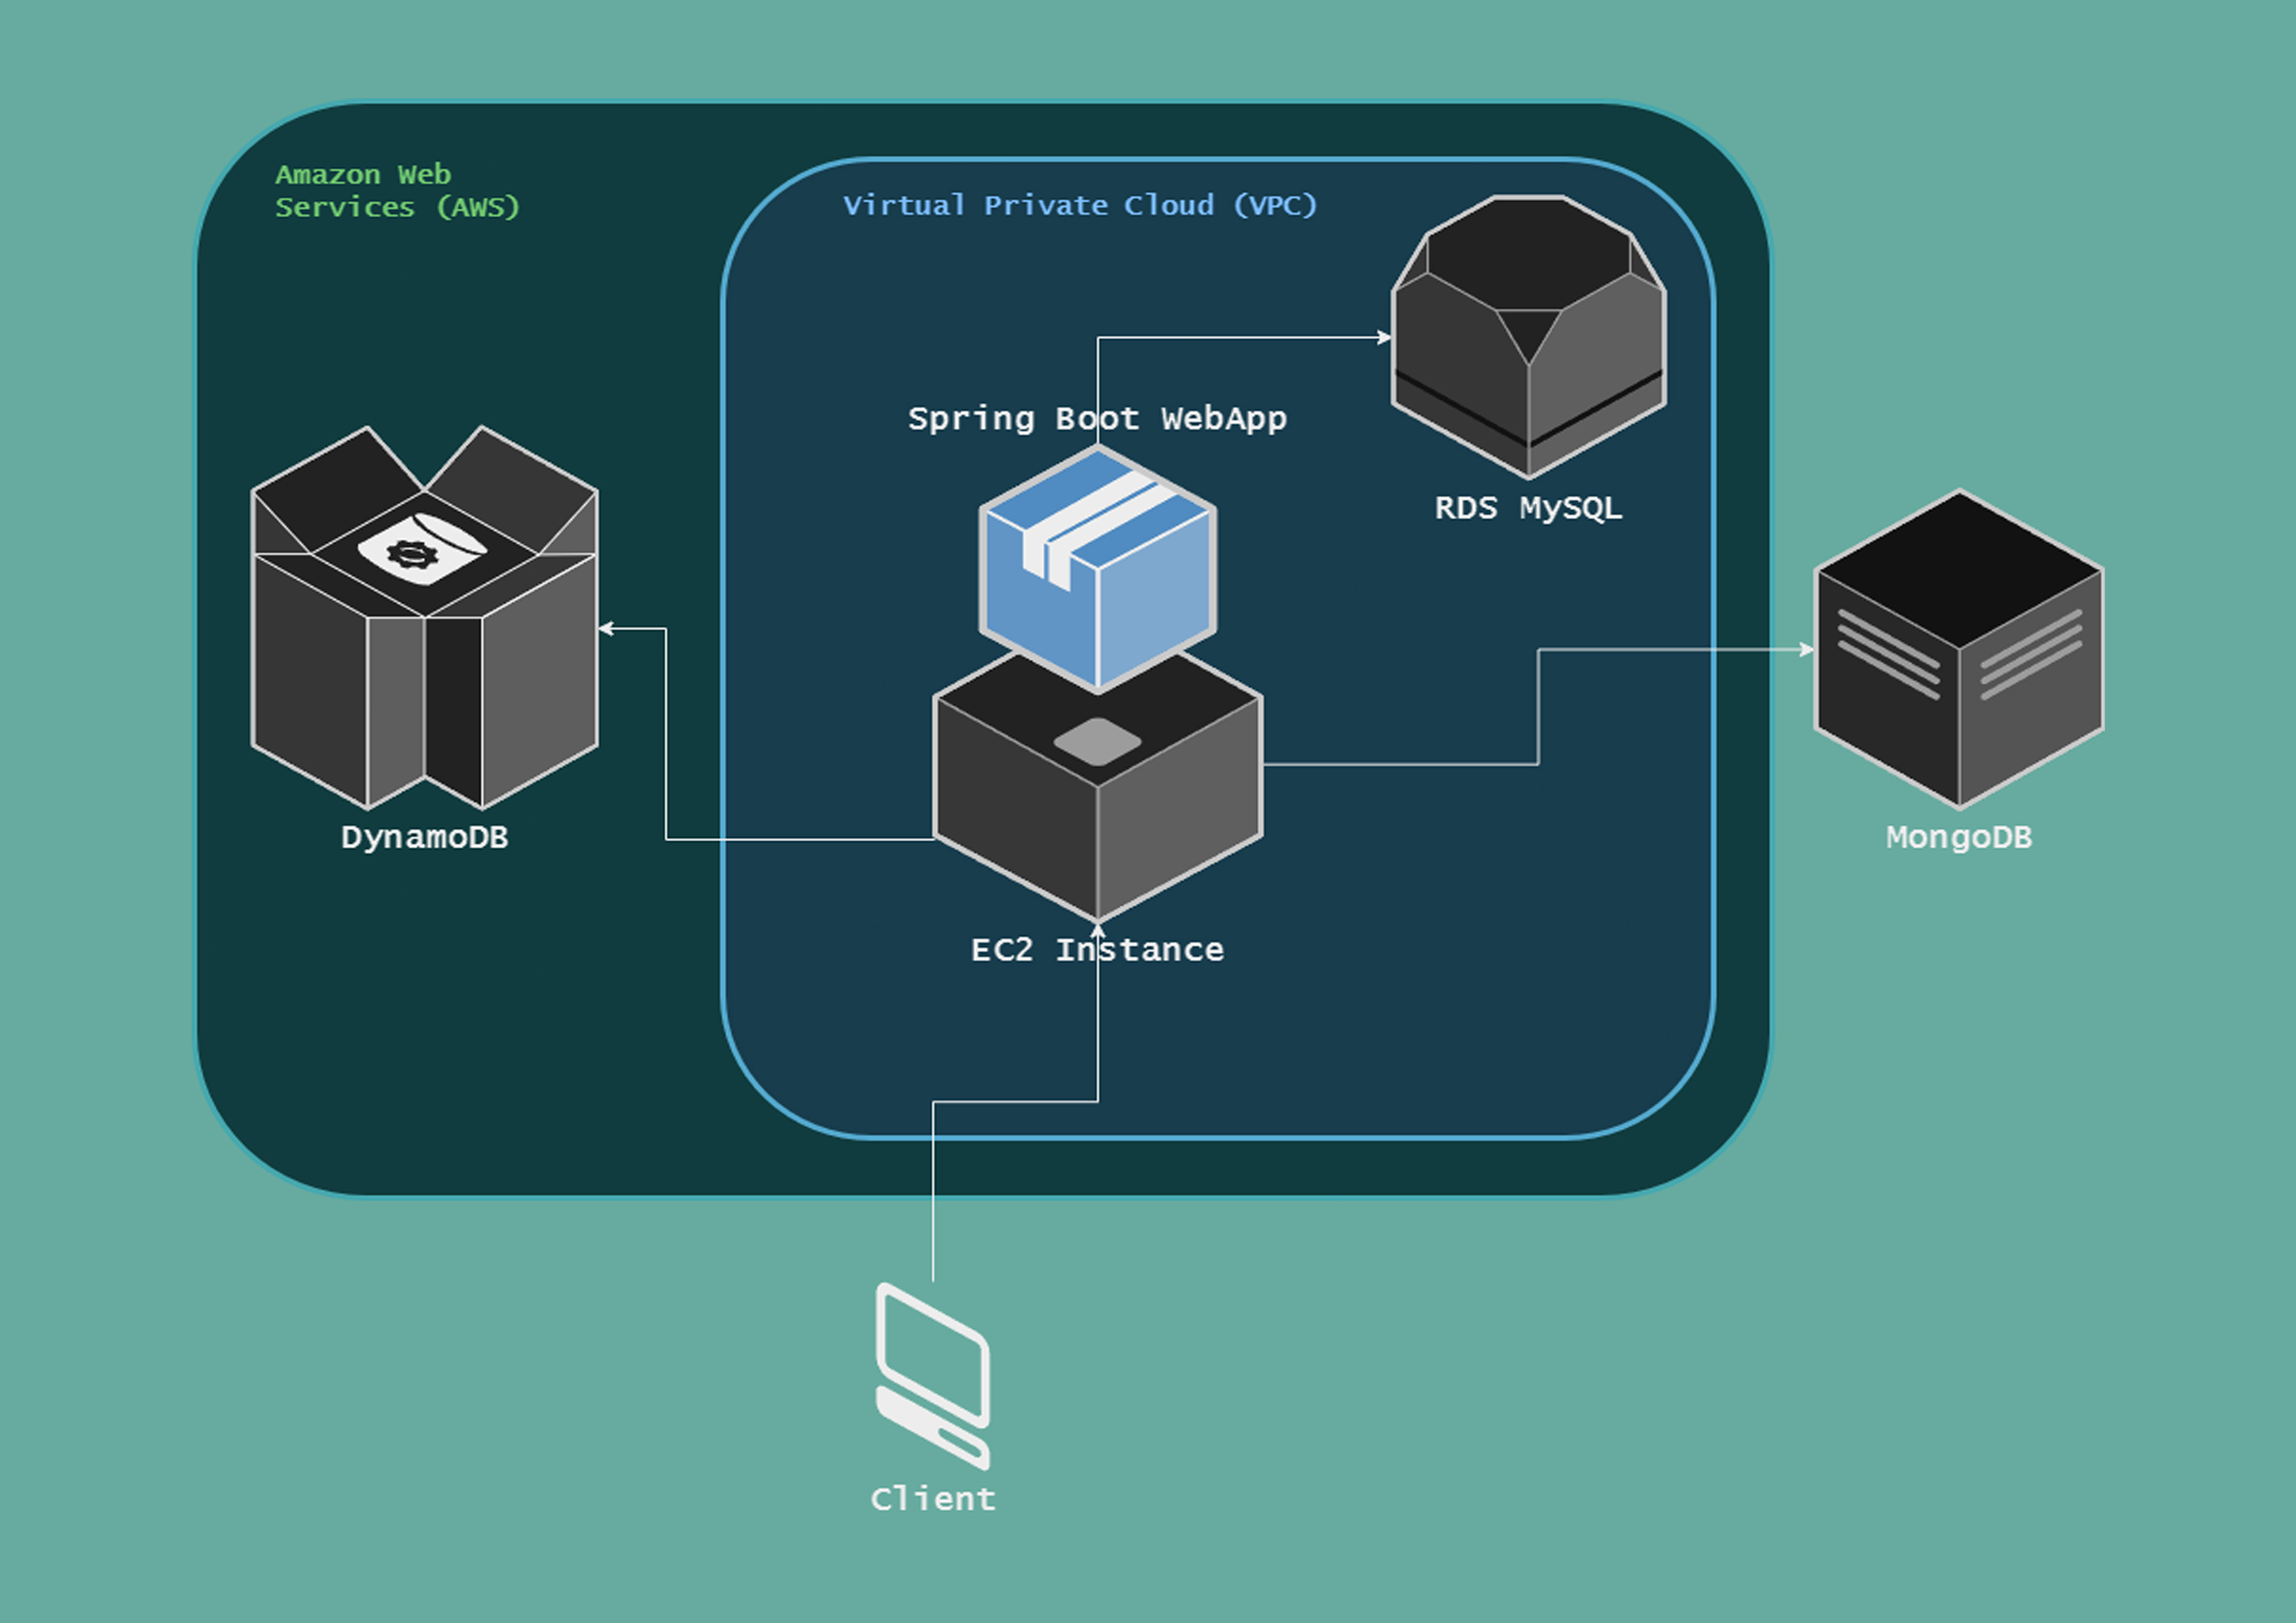 Amazon Web
Services (AWS)
Virtual Private Cloud (VPC)
Spring Boot WebApp
RDS MySQL
DynamoDB
MongoDB
EC2 Instance
Client